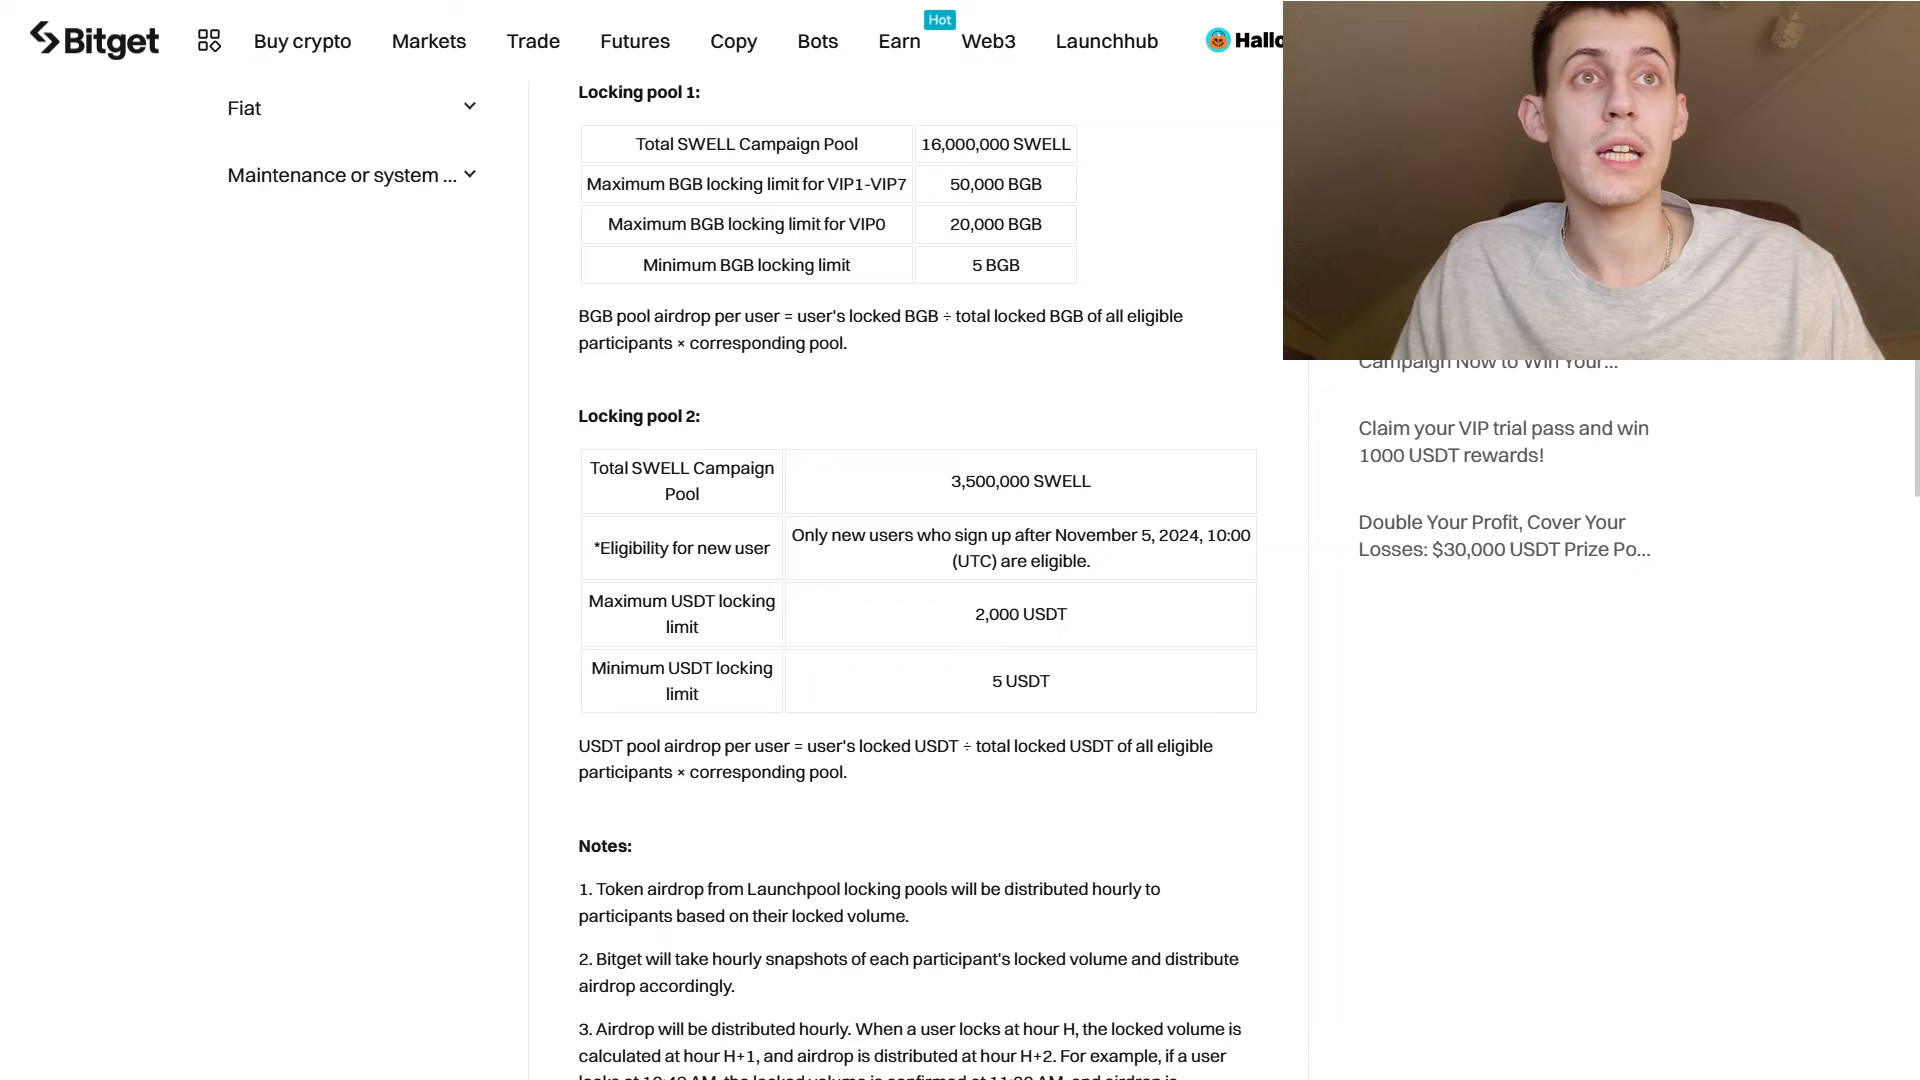 Bitget
Buy crypto
Markets
Trade
Futures
Copy
Bots
Earn
Hot
Web3
Launchhub
Fiat
Maintenance or system ...
Locking pool 1:
Total SWELL Campaign Pool 16,000,000 SWELL
Maximum BGB locking limit for VIP1-VIP7 50,000 BGB
Maximum BGB locking limit for VIP0 20,000 BGB
Minimum BGB locking limit 5 BGB
BGB pool airdrop per user = user's locked BGB ÷ total locked BGB of all eligible
participants × corresponding pool.
Locking pool 2:
Total SWELL Campaign
Pool
3,500,000 SWELL
*Eligibility for new user
Only new users who sign up after November 5, 2024, 10:00
(UTC) are eligible.
Maximum USDT locking
limit
2,000 USDT
Minimum USDT locking
limit
5 USDT
USDT pool airdrop per user = user's locked USDT ÷ total locked USDT of all eligible
participants × corresponding pool.
Notes:
1. Token airdrop from Launchpool locking pools will be distributed hourly to
participants based on their locked volume.
2. Bitget will take hourly snapshots of each participant's locked volume and distribute
airdrop accordingly.
3. Airdrop will be distributed hourly. When a user locks at hour H, the locked volume is
calculated at hour H+1, and airdrop is distributed at hour H+2. For example, if a user
Campaign Now to Win Your...
Claim your VIP trial pass and win
1000 USDT rewards!
Double Your Profit, Cover Your
Losses: $30,000 USDT Prize Po...